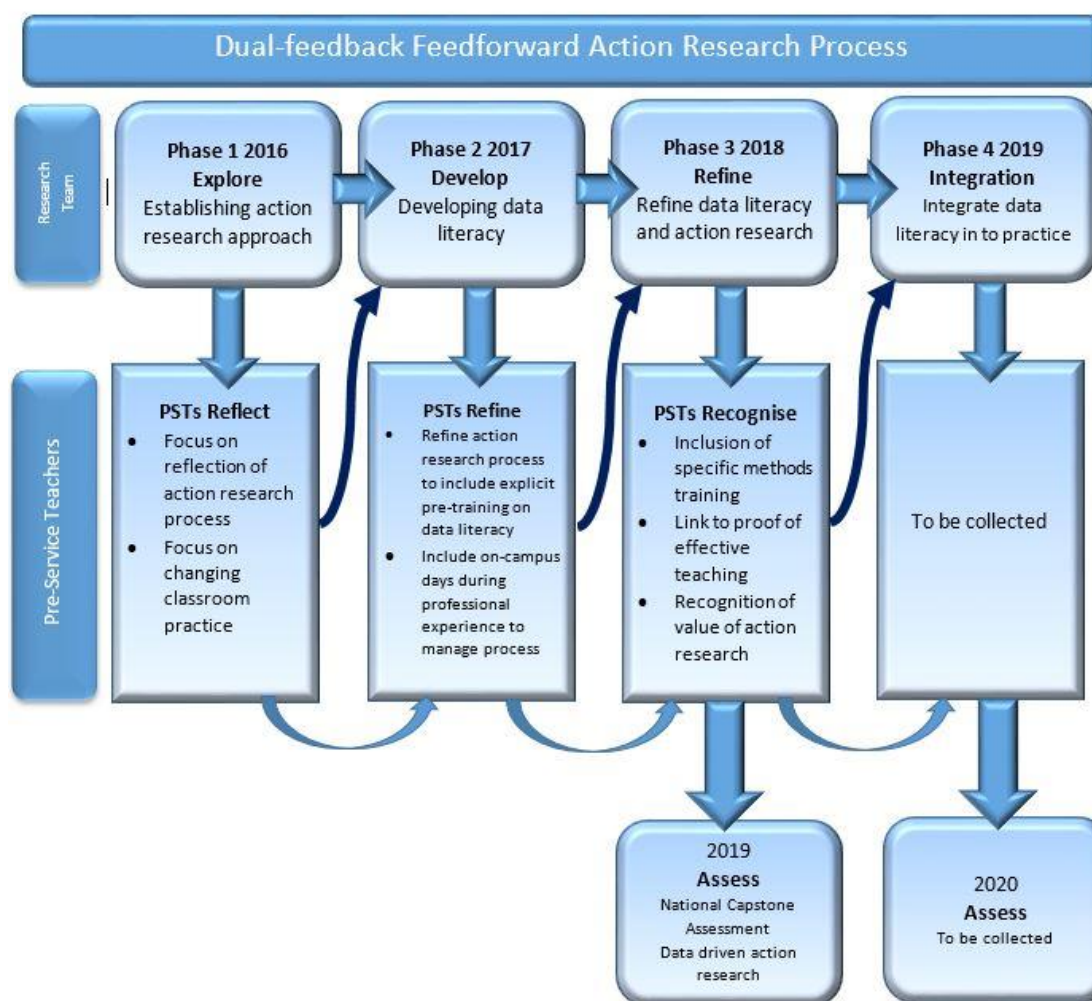 Dual-feedback Feedforward Action Research Process
Research
Team
Phase 1 2016
Explore
Establishing action
research approach
Phase 2 2017
Develop
Developing data
literacy
Phase 3 2018
Refine
Refine data literacy
and action research
Phase 4 2019
Integration
Integrate data
literacy in to practice
Pre-Service Teachers
PSTs Reflect
• Focus on
reflection of
action research
process
• Focus on
changing
classroom
practice
PSTs Refine
• Refine action
research process
to include explicit
pre-training on
data literacy
• Include on-campus
days during
professional
experience to
manage process
PSTs Recognise
• Inclusion of
specific methods
training
• Link to proof of
effective
teaching
• Recognition of
value of action
research
To be collected
2019
Assess
National Capstone
Assessment
Data driven action
research
2020
Assess
To be collected